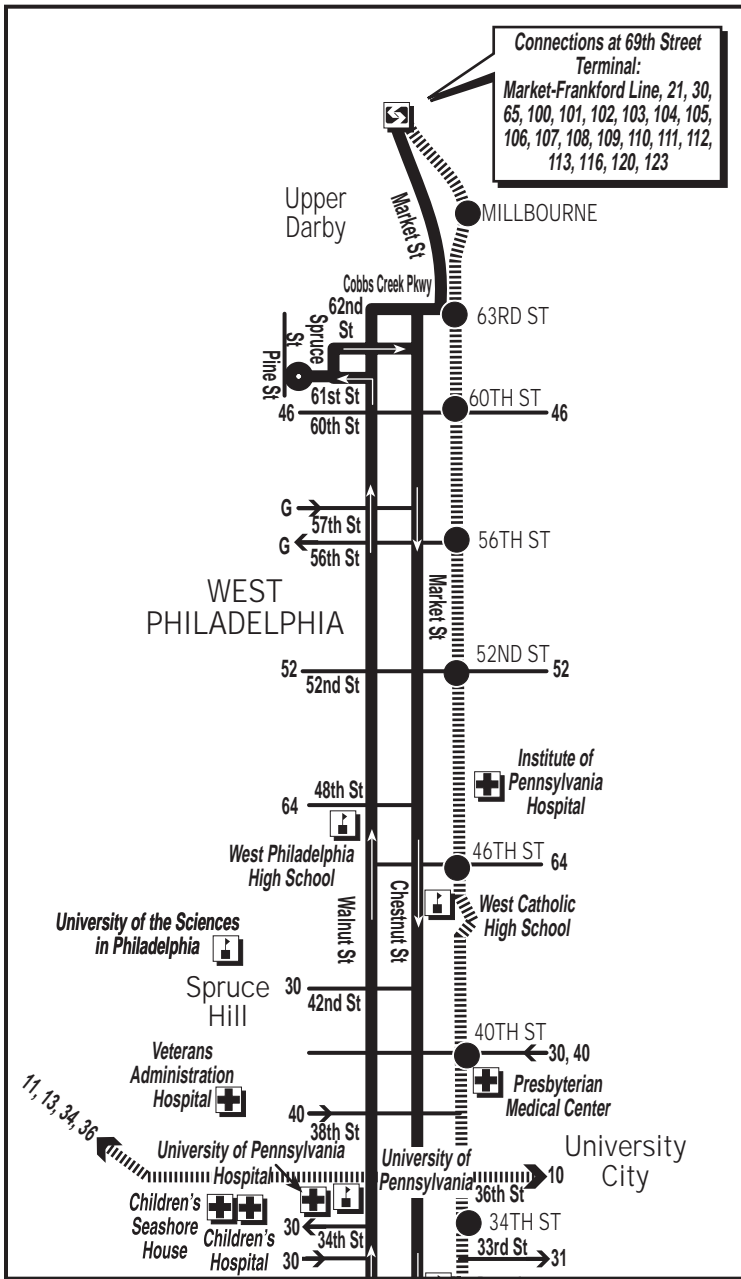 Connections at 69th Street
Terminal:
Market-Frankford Line, 21, 30,
65, 100, 101, 102, 103, 104, 105,
106, 107, 108, 109, 110, 111, 112,
113, 116, 120, 123
Upper
Darby
Market St
MILLBOURNE
Cobbs Creek Pkwy
62nd
St
63RD ST
Spruce
St
Pine St
61st St
60TH ST
46
60th St
46
G
57th St
G
56th St
56TH ST
WEST
PHILADELPHIA
Market St
52ND ST
52
52nd St
52
Institute of
Pennsylvania
Hospital
48th St
64
West Philadelphia
High School
46TH ST
64
Walnut St
Chestnut St
West Catholic
High School
University of the Sciences
in Philadelphia
Spruce
Hill
30
42nd St
40TH ST
30, 40
Veterans
Administration
Hospital
Presbyterian
Medical Center
40
38th St
11, 13, 34, 36
University of Pennsylvania
Hospital
University of
Pennsylvania
University
City
10
36th St
Children's
Seashore
House
Children's
Hospital
30
34th St
34TH ST
30
33rd St
31